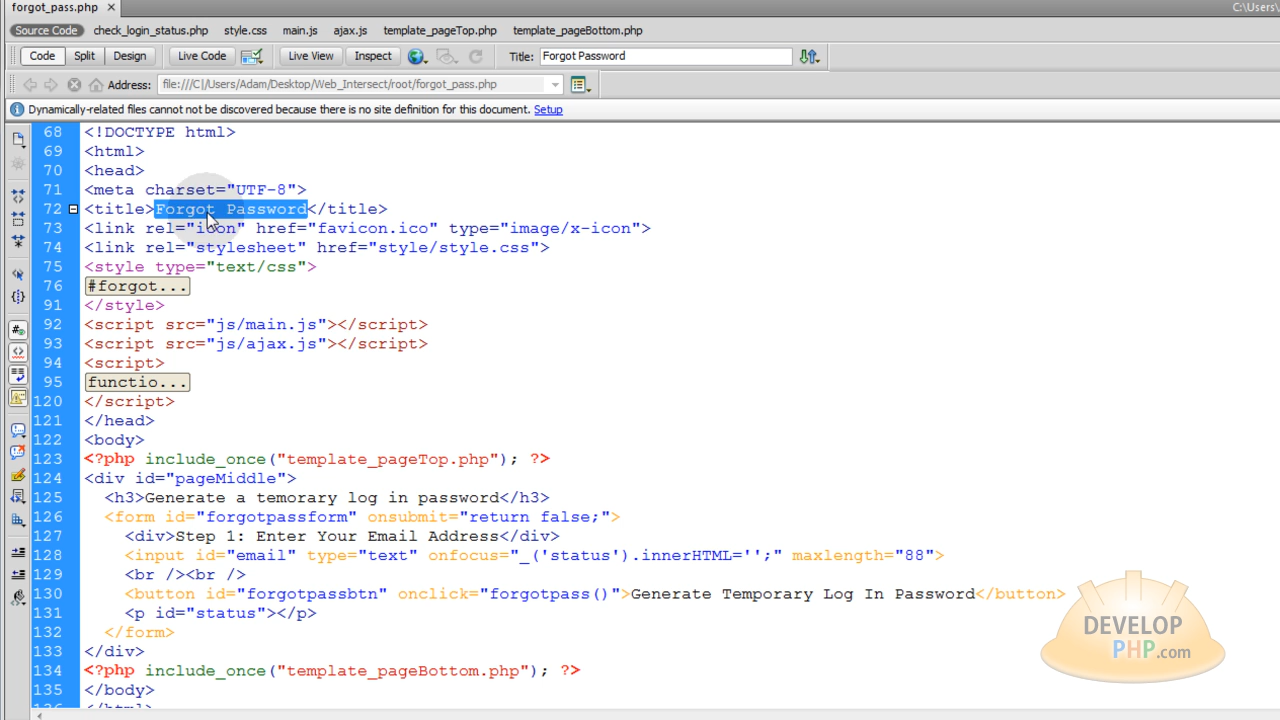 forgot_pass.php ×
C:\Users\
Source Code check_login_status.php style.css main.js ajax.js template_pageTop.php template_pageBottom.php
Code Split Design Live Code Live View Inspect Title: Forgot Password
Address: file:///C|/Users/Adam/Desktop/Web_Intersect/root/forgot_pass.php
Dynamically-related files cannot not be discovered because there is no site definition for this document. Setup
68 <!DOCTYPE html>
69 <html>
70 <head>
71 <meta charset="UTF-8">
72 <title>Forgot Password</title>
73 <link rel="icon" href="favicon.ico" type="image/x-icon">
74 <link rel="stylesheet" href="style/style.css">
75 <style type="text/css">
76 #forgot...
91 </style>
92 <script src="js/main.js"></script>
93 <script src="js/ajax.js"></script>
94 <script>
95 functio...
120 </script>
121 </head>
122 <body>
123 <?php include_once("template_pageTop.php"); ?>
124 <div id="pageMiddle">
125 <h3>Generate a temorary log in password</h3>
126 <form id="forgotpassform" onsubmit="return false;">
127 <div>Step 1: Enter Your Email Address</div>
128 <input id="email" type="text" onfocus="_('status').innerHTML='';" maxlength="88">
129 <br /><br />
130 <button id="forgotpassbtn" onclick="forgotpass()">Generate Temporary Log In Password</button>
131 <p id="status"></p>
132 </form>
133 </div>
134 <?php include_once("template_pageBottom.php"); ?>
135 </body>
136 </html>
DEVELOP
PHP.com